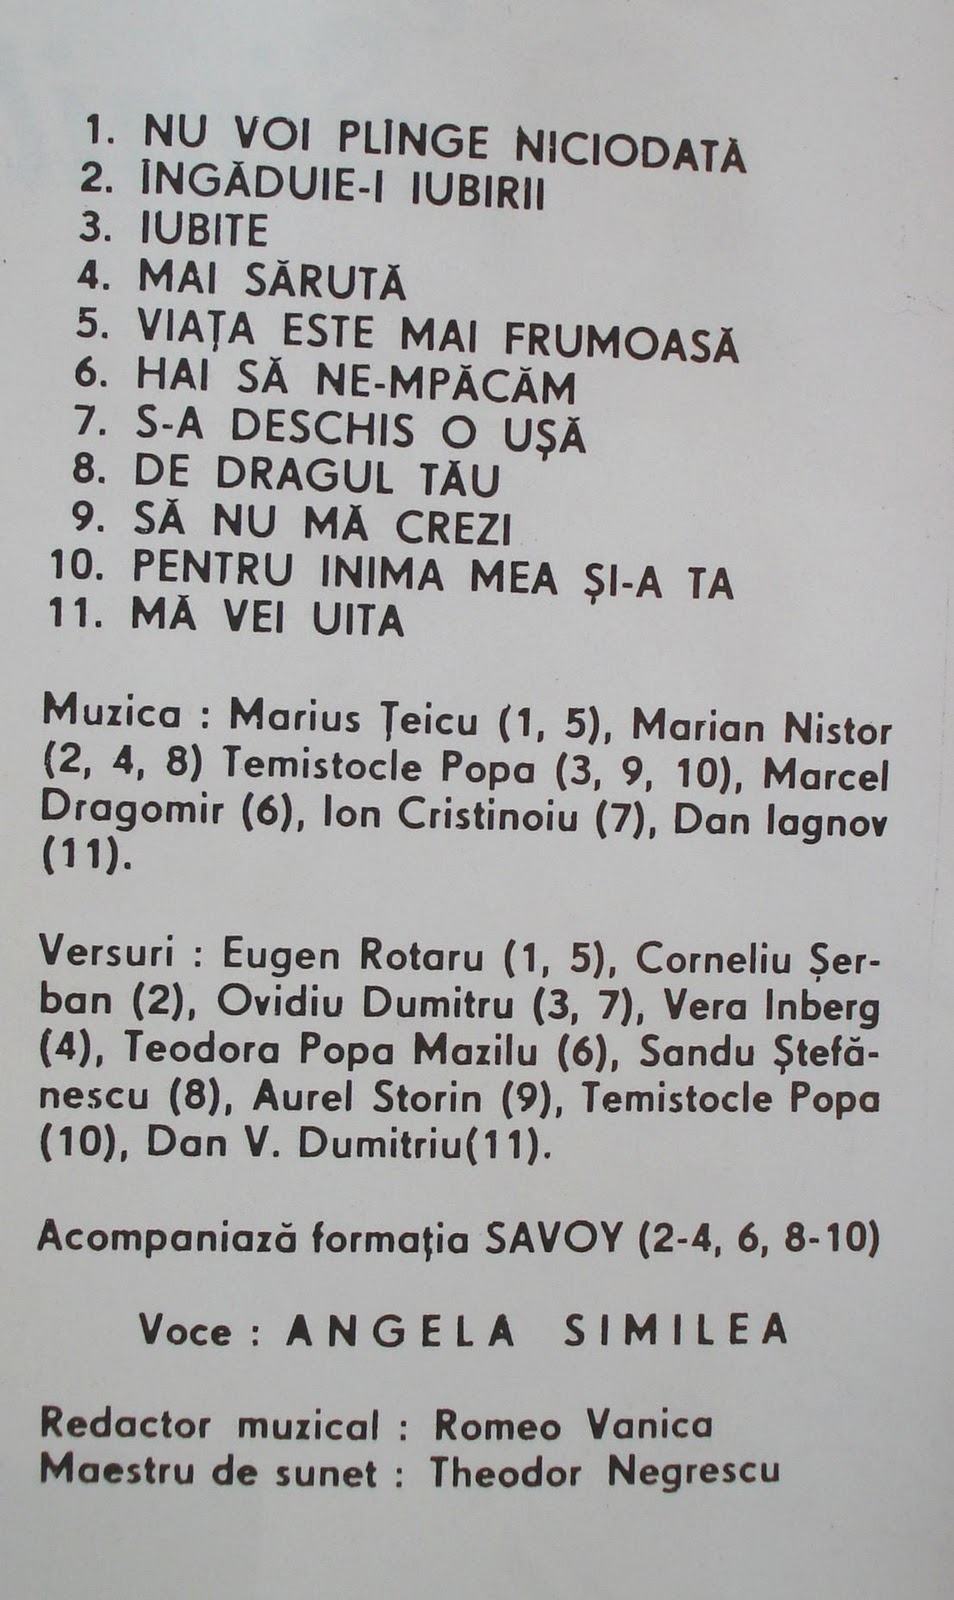 1. NU VOI PLÎNGE NICIODATĂ
2. ÎNGĂDUIE-I IUBIRII
3. IUBITE
4. MAI SĂRUTĂ
5. VIAȚA ESTE MAI FRUMOASĂ
6. HAI SĂ NE-MPĂCĂM
7. S-A DESCHIS O UȘĂ
8. DE DRAGUL TĂU
9. SĂ NU MĂ CREZI
10. PENTRU INIMA MEA ȘI-A TA
11. MĂ VEI UITA
Muzica : Marius Țeicu (1, 5), Marian Nistor
(2, 4, 8) Temistocle Popa (3, 9, 10), Marcel
Dragomir (6), Ion Cristinoiu (7), Dan Iagnov
(11).
Versuri : Eugen Rotaru (1, 5), Corneliu Șer-
ban (2), Ovidiu Dumitru (3, 7), Vera Inberg
(4), Teodora Popa Mazilu (6), Sandu Ștefă-
nescu (8), Aurel Storin (9), Temistocle Popa
(10), Dan V. Dumitriu(11).
Acompaniază formația SAVOY (2-4, 6, 8-10)
Voce : ANGELA SIMILEA
Redactor muzical : Romeo Vanica
Maestru de sunet : Theodor Negrescu